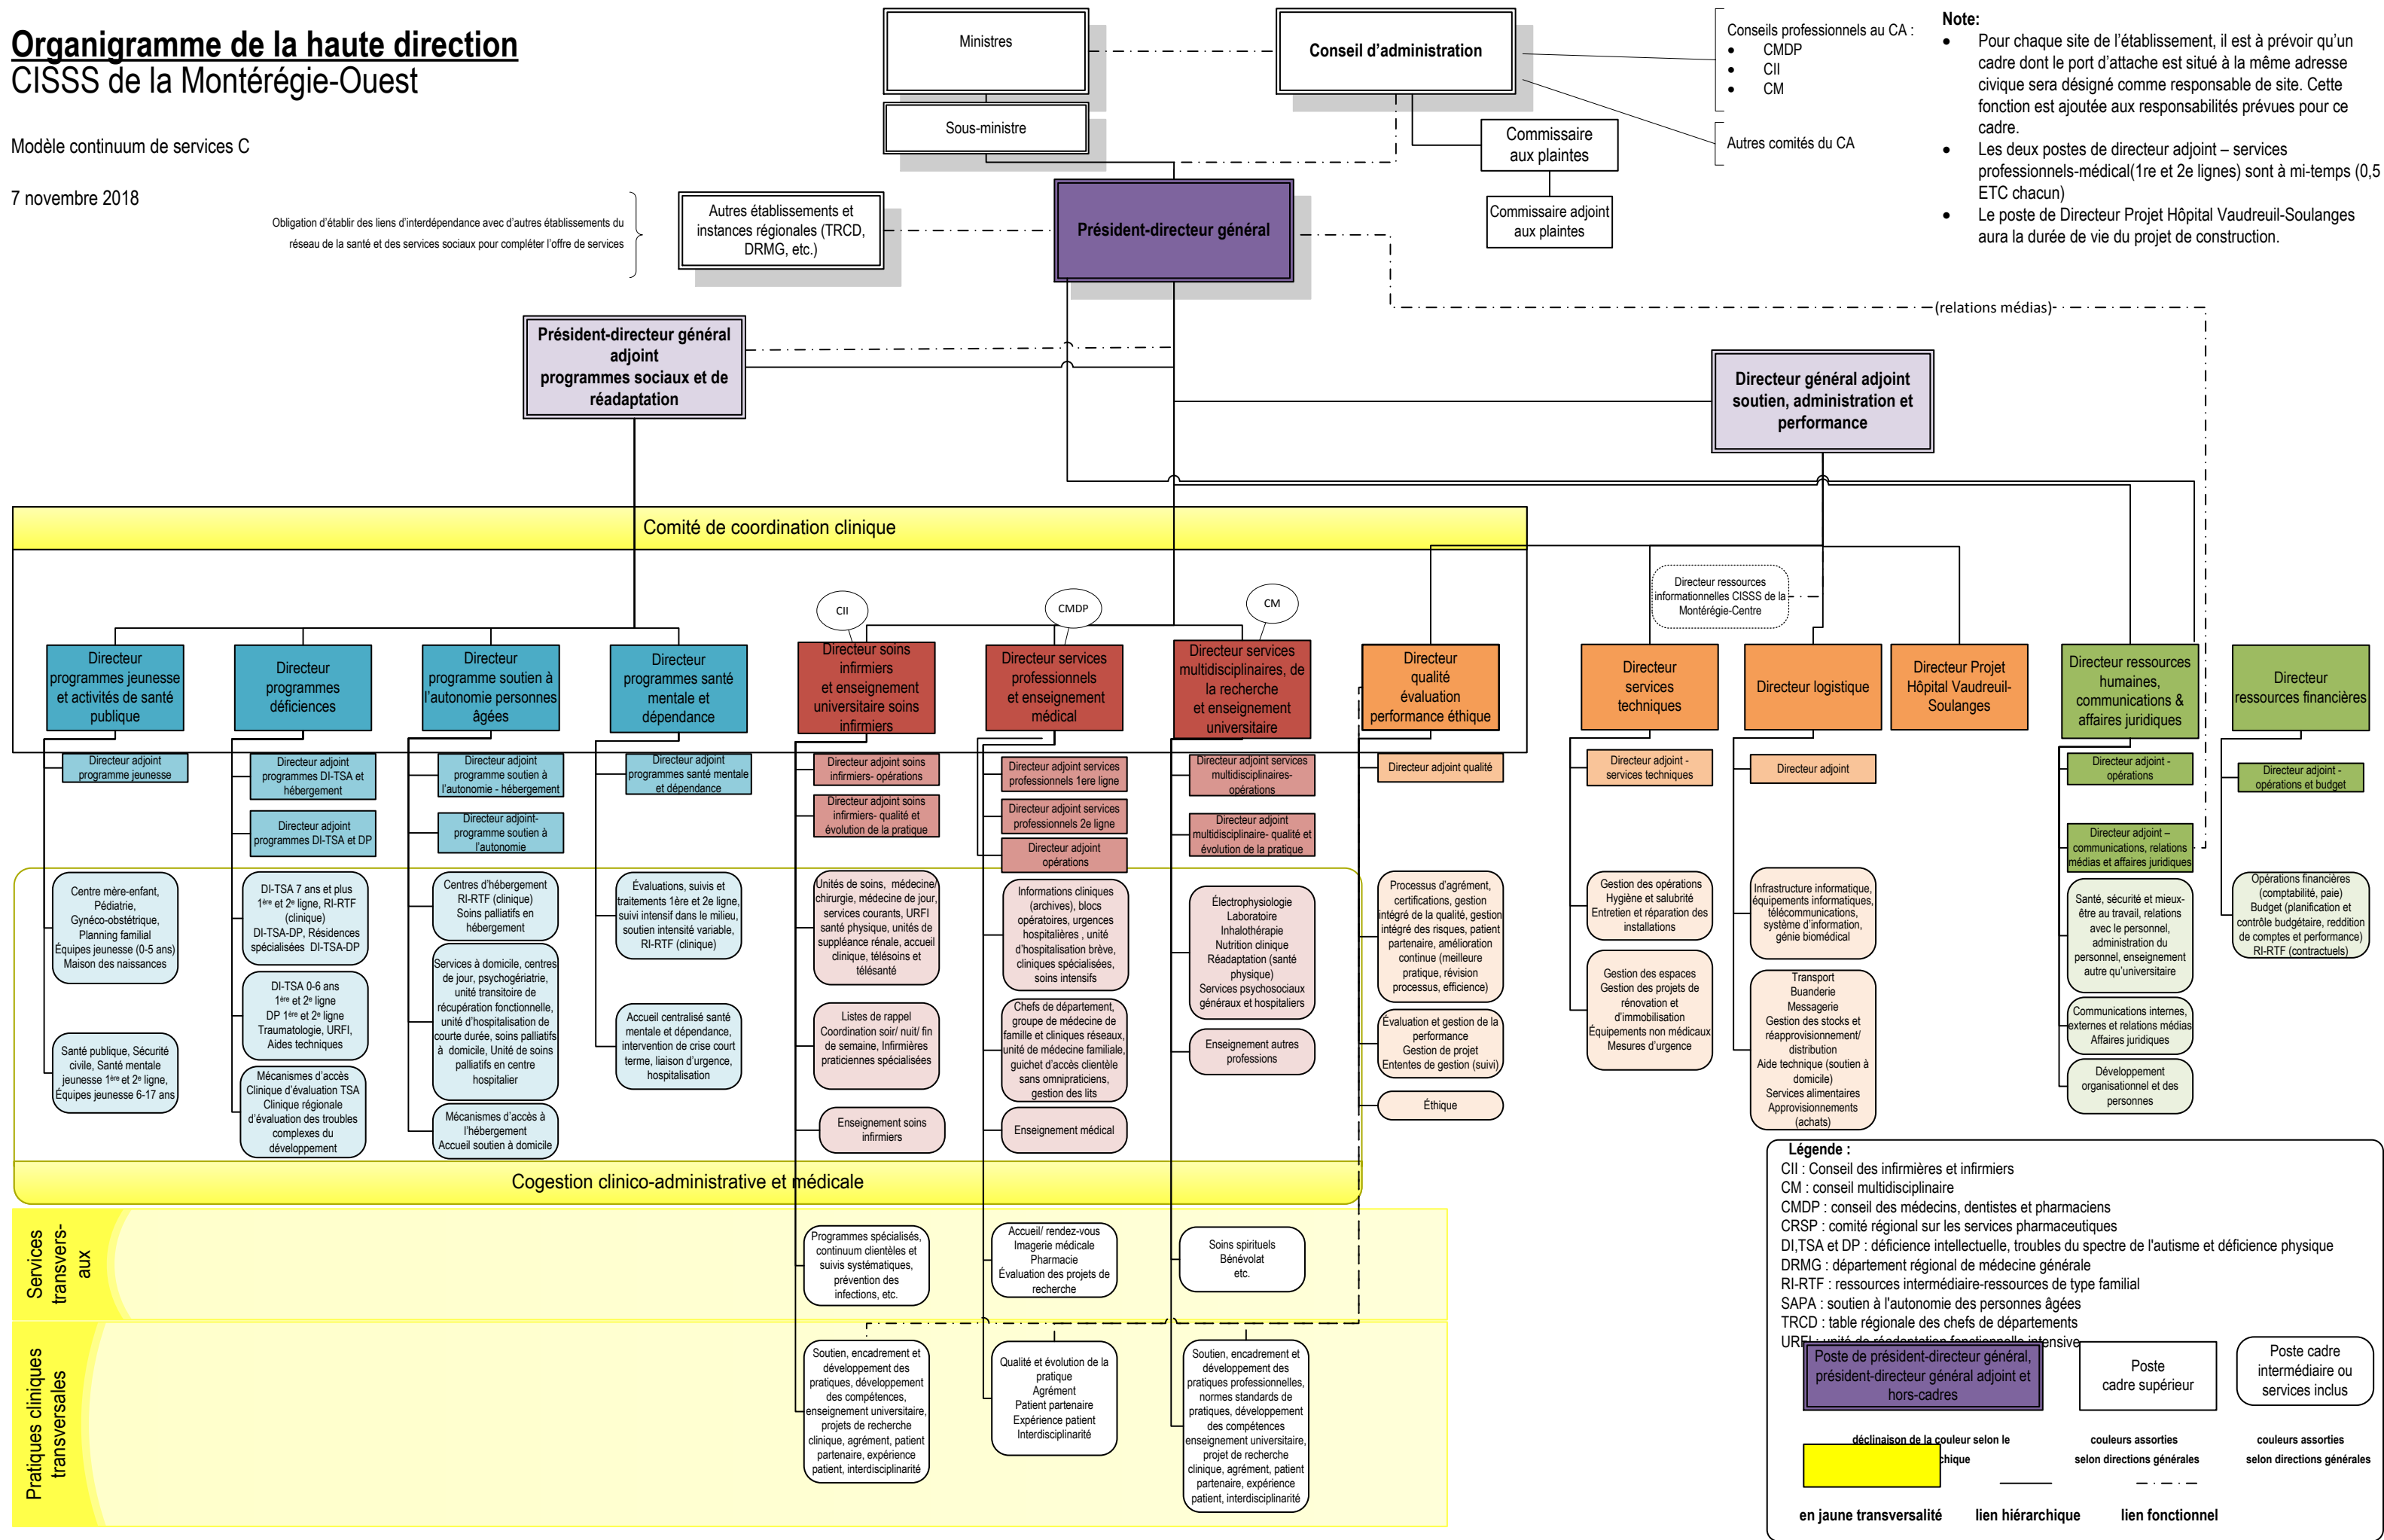 Organigramme de la haute direction
CISSS de la Montérégie-Ouest
Modèle continuum de services C
7 novembre 2018
Ministres
Sous-ministre
Conseil d'administration
Conseils professionnels au CA :
• CMDP
• CII
• CM
Autres comités du CA
Commissaire
aux plaintes
Commissaire adjoint
aux plaintes
Note:
• Pour chaque site de l'établissement, il est à prévoir qu'un
cadre dont le port d'attache est situé à la même adresse
civique sera désigné comme responsable de site. Cette
fonction est ajoutée aux responsabilités prévues pour ce
cadre.
• Les deux postes de directeur adjoint – services
professionnels-médical(1re et 2e lignes) sont à mi-temps (0,5
ETC chacun)
• Le poste de Directeur Projet Hôpital Vaudreuil-Soulanges
aura la durée de vie du projet de construction.
Obligation d'établir des liens d'interdépendance avec d'autres établissements du
réseau de la santé et des services sociaux pour compléter l'offre de services
Autres établissements et
instances régionales (TRCD,
DRMG, etc.)
Président-directeur général
(relations médias)
Président-directeur général
adjoint
programmes sociaux et de
réadaptation
Directeur général adjoint
soutien, administration et
performance
Comité de coordination clinique
Directeur ressources
informationnelles CISSS de la
Montérégie-Centre
CII
CMDP
CM
Directeur
programmes jeunesse
et activités de santé
publique
Directeur
programmes
déficiences
Directeur
programme soutien à
l'autonomie personnes
âgées
Directeur
programmes santé
mentale et
dépendance
Directeur soins
infirmiers
et enseignement
universitaire soins
infirmiers
Directeur services
professionnels
et enseignement
médical
Directeur services
multidisciplinaires, de
la recherche
et enseignement
universitaire
Directeur
qualité
évaluation
performance éthique
Directeur
services
techniques
Directeur logistique
Directeur Projet
Hôpital Vaudreuil-
Soulanges
Directeur ressources
humaines,
communications &
affaires juridiques
Directeur
ressources financières
Directeur adjoint
programme jeunesse
Directeur adjoint
programmes DI-TSA et
hébergement
Directeur adjoint
programmes DI-TSA et DP
Directeur adjoint
programme soutien à
l'autonomie - hébergement
Directeur adjoint-
programme soutien à
l'autonomie
Directeur adjoint
programmes santé mentale
et dépendance
Directeur adjoint soins
infirmiers- opérations
Directeur adjoint soins
infirmiers- qualité et
évolution de la pratique
Directeur adjoint services
professionnels 1ere ligne
Directeur adjoint services
professionnels 2e ligne
Directeur adjoint
opérations
Directeur adjoint services
multidisciplinaires-
opérations
Directeur adjoint
multidisciplinaire- qualité et
évolution de la pratique
Directeur adjoint qualité
Directeur adjoint -
services techniques
Directeur adjoint
Directeur adjoint -
opérations
Directeur adjoint –
communications, relations
médias et affaires juridiques
Directeur adjoint -
opérations et budget
Centre mère-enfant,
Pédiatrie,
Gynéco-obstétrique,
Planning familial
Équipes jeunesse (0-5 ans)
Maison des naissances
Santé publique, Sécurité
civile, Santé mentale
jeunesse 1ère et 2e ligne,
Équipes jeunesse 6-17 ans
DI-TSA 7 ans et plus
1ère et 2e ligne, RI-RTF
(clinique)
DI-TSA-DP, Résidences
spécialisées DI-TSA-DP
DI-TSA 0-6 ans
1ère et 2e ligne
DP 1ère et 2e ligne
Traumatologie, URFI,
Aides techniques
Mécanismes d'accès
Clinique d'évaluation TSA
Clinique régionale
d'évaluation des troubles
complexes du
développement
Centres d'hébergement
RI-RTF (clinique)
Soins palliatifs en
hébergement
Services à domicile, centres
de jour, psychogériatrie,
unité transitoire de
récupération fonctionnelle,
unité d'hospitalisation de
courte durée, soins palliatifs
à domicile, Unité de soins
palliatifs en centre
hospitalier
Mécanismes d'accès à
l'hébergement
Accueil soutien à domicile
Évaluations, suivis et
traitements 1ère et 2e ligne,
suivi intensif dans le milieu,
soutien intensité variable,
RI-RTF (clinique)
Accueil centralisé santé
mentale et dépendance,
intervention de crise court
terme, liaison d'urgence,
hospitalisation
Unités de soins, médecine/
chirurgie, médecine de jour,
services courants, URFI
santé physique, unités de
suppléance rénale, accueil
clinique, télésoins et
télésanté
Listes de rappel
Coordination soir/ nuit/ fin
de semaine, Infirmières
praticiennes spécialisées
Enseignement soins
infirmiers
Informations cliniques
(archives), blocs
opératoires, urgences
hospitalières , unité
d'hospitalisation brève,
cliniques spécialisées,
soins intensifs
Chefs de département,
groupe de médecine de
famille et cliniques réseaux,
unité de médecine familiale,
guichet d'accès clientèle
sans omnipraticiens,
gestion des lits
Enseignement médical
Électrophysiologie
Laboratoire
Inhalothérapie
Nutrition clinique
Réadaptation (santé
physique)
Services psychosociaux
généraux et hospitaliers
Enseignement autres
professions
Processus d'agrément,
certifications, gestion
intégré de la qualité, gestion
intégré des risques, patient
partenaire, amélioration
continue (meilleure
pratique, révision
processus, efficience)
Évaluation et gestion de la
performance
Gestion de projet
Ententes de gestion (suivi)
Éthique
Gestion des opérations
Hygiène et salubrité
Entretien et réparation des
installations
Gestion des espaces
Gestion des projets de
rénovation et
d'immobilisation
Équipements non médicaux
Mesures d'urgence
Infrastructure informatique,
équipements informatiques,
télécommunications,
système d'information,
génie biomédical
Transport
Buanderie
Messagerie
Gestion des stocks et
réapprovisionnement/
distribution
Aide technique (soutien à
domicile)
Services alimentaires
Approvisionnements
(achats)
Santé, sécurité et mieux-
être au travail, relations
avec le personnel,
administration du
personnel, enseignement
autre qu'universitaire
Communications internes,
externes et relations médias
Affaires juridiques
Développement
organisationnel et des
personnes
Opérations financières
(comptabilité, paie)
Budget (planification et
contrôle budgétaire, reddition
de comptes et performance)
RI-RTF (contractuels)
Cogestion clinico-administrative et médicale
Services
transvers-
aux
Programmes spécialisés,
continuum clientèles et
suivis systématiques,
prévention des
infections, etc.
Accueil/ rendez-vous
Imagerie médicale
Pharmacie
Évaluation des projets de
recherche
Soins spirituels
Bénévolat
etc.
Pratiques cliniques
transversales
Soutien, encadrement et
développement des
pratiques, développement
des compétences,
enseignement universitaire,
projets de recherche
clinique, agrément, patient
partenaire, expérience
patient, interdisciplinarité
Qualité et évolution de la
pratique
Agrément
Patient partenaire
Expérience patient
Interdisciplinarité
Soutien, encadrement et
développement des
pratiques professionnelles,
normes standards de
pratiques, développement
des compétences
enseignement universitaire,
projet de recherche
clinique, agrément, patient
partenaire, expérience
patient, interdisciplinarité
Légende :
CII : Conseil des infirmières et infirmiers
CM : conseil multidisciplinaire
CMDP : conseil des médecins, dentistes et pharmaciens
CRSP : comité régional sur les services pharmaceutiques
DI,TSA et DP : déficience intellectuelle, troubles du spectre de l'autisme et déficience physique
DRMG : département régional de médecine générale
RI-RTF : ressources intermédiaire-ressources de type familial
SAPA : soutien à l'autonomie des personnes âgées
TRCD : table régionale des chefs de départements
URFI : unité de réadaptation fonctionnelle intensive
Poste de président-directeur général,
président-directeur général adjoint et
hors-cadres
Poste
cadre supérieur
Poste cadre
intermédiaire ou
services inclus
déclinaison de la couleur selon le
couleurs assorties
selon directions générales
couleurs assorties
selon directions générales
en jaune transversalité
lien hiérarchique
lien fonctionnel